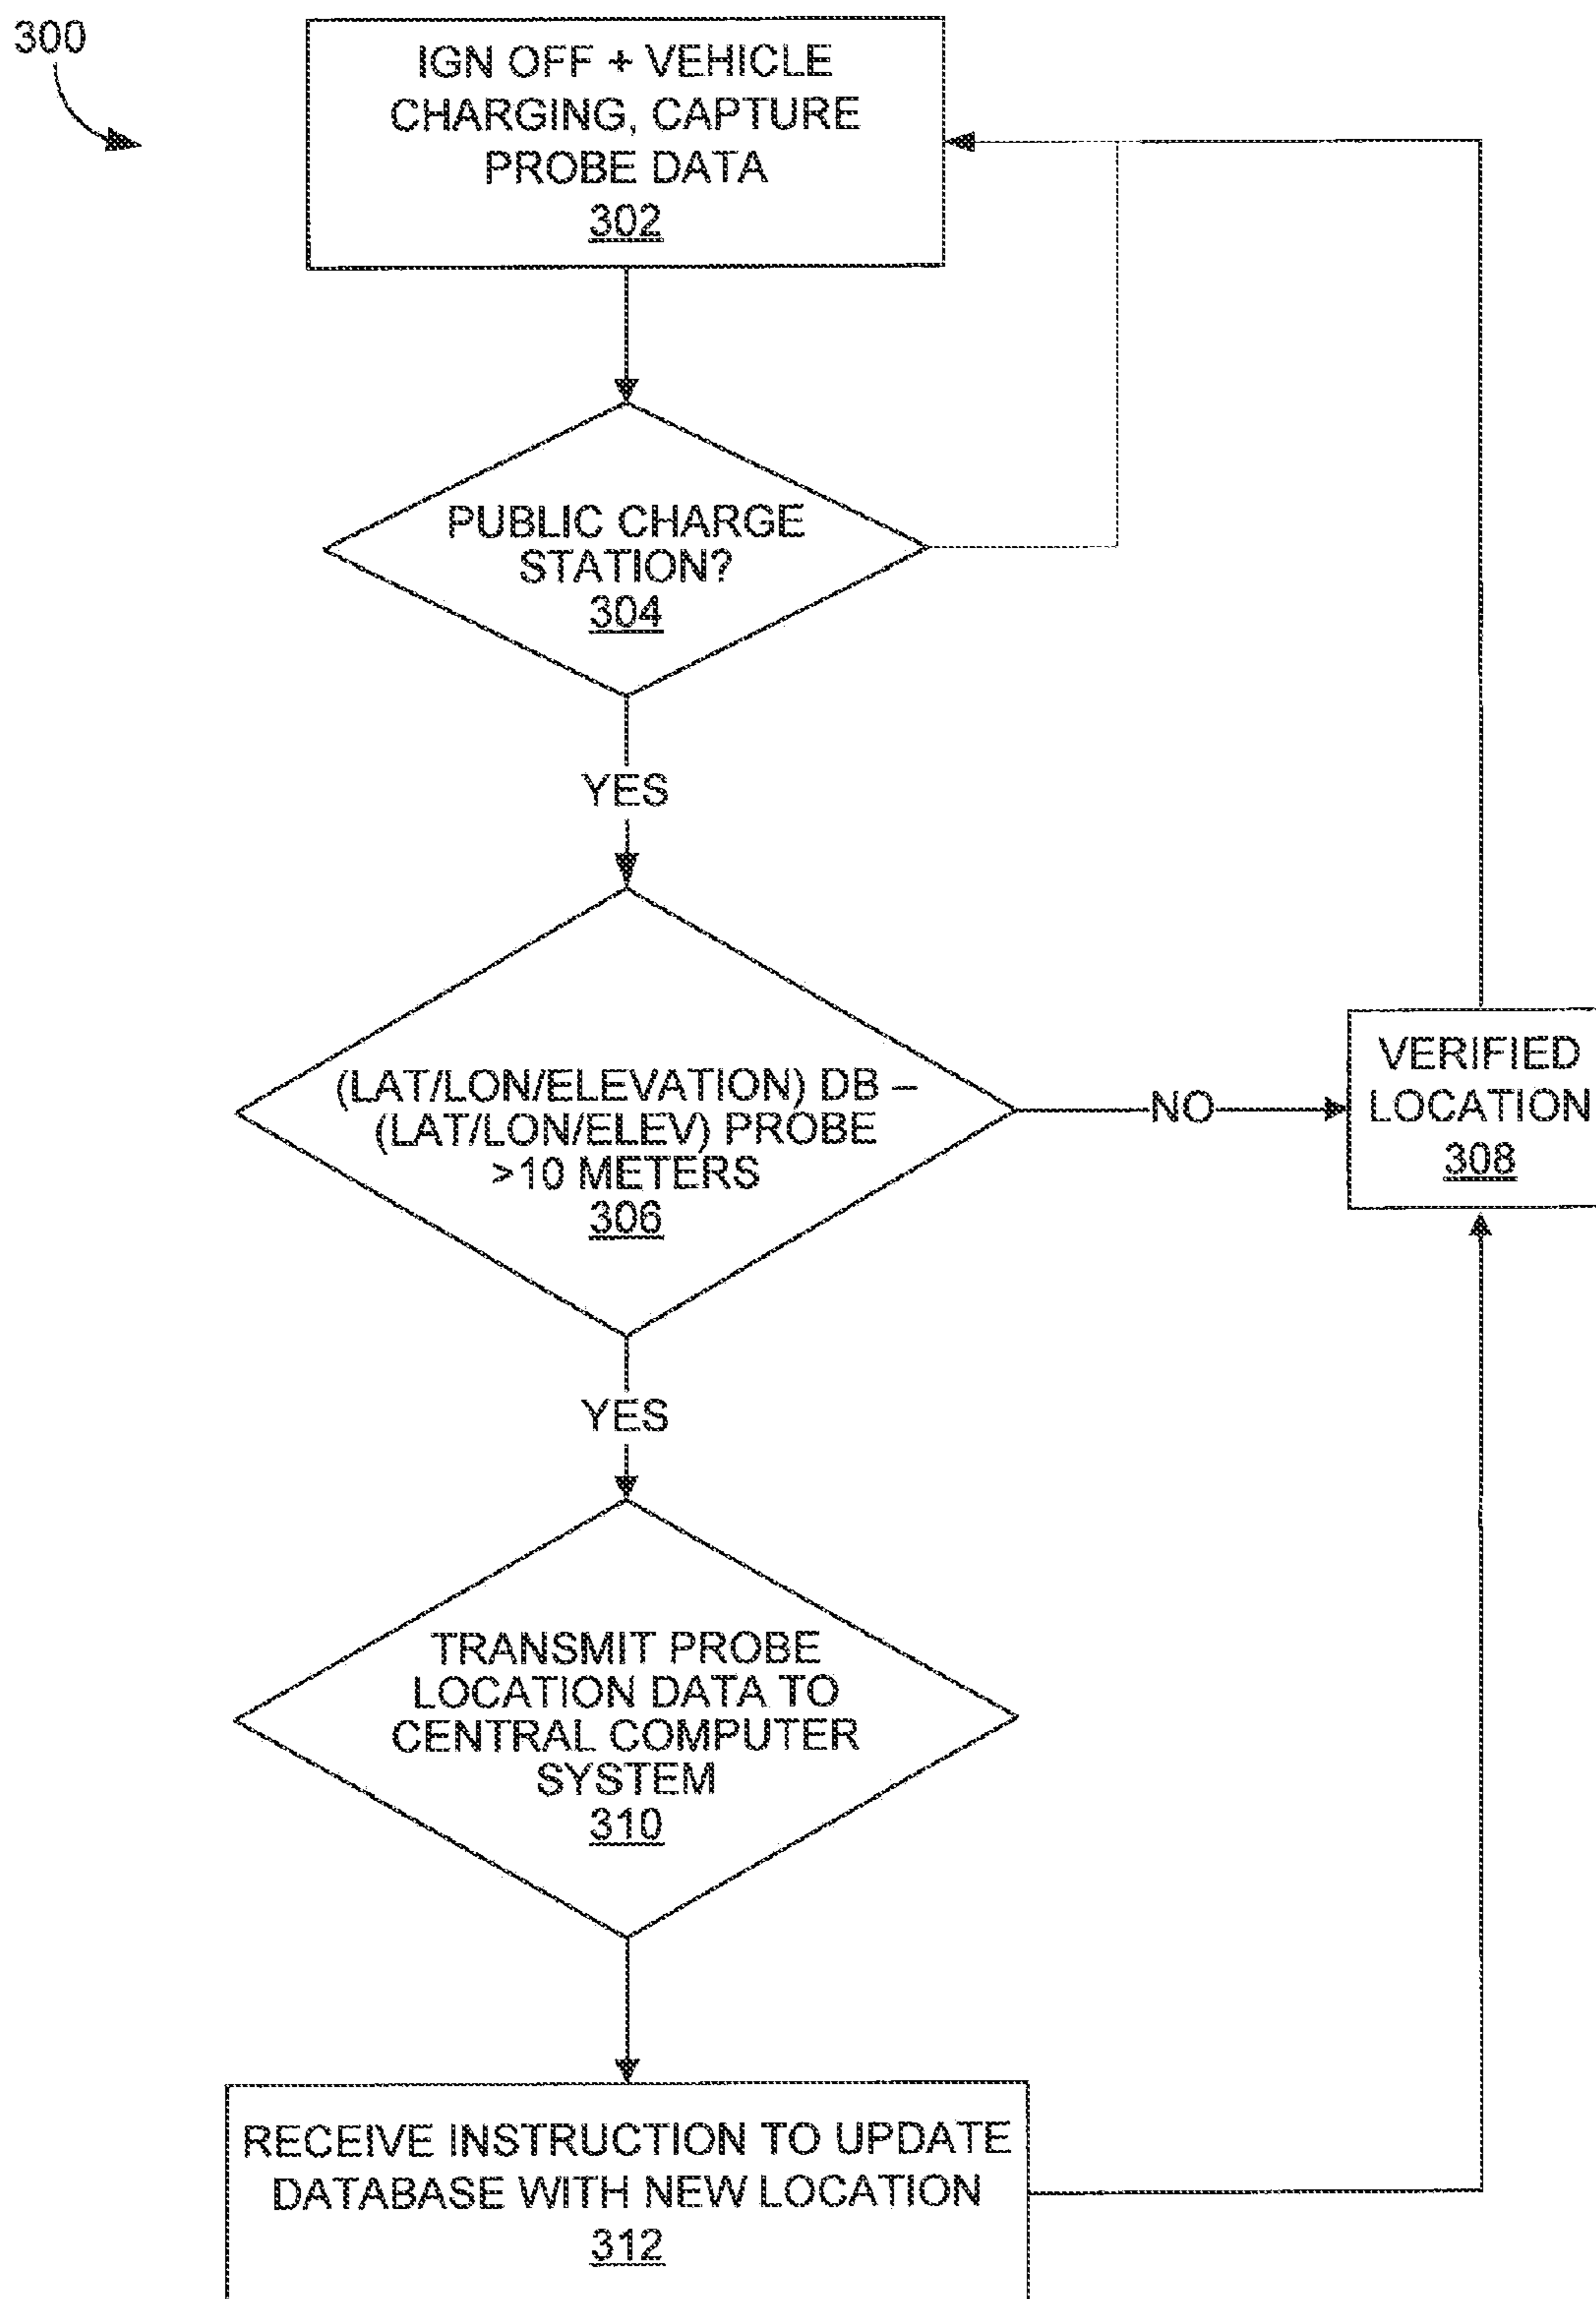 300
IGN OFF + VEHICLE
CHARGING, CAPTURE
PROBE DATA
302
PUBLIC CHARGE
STATION?
304
YES
(LAT/LON/ELEVATION) DB –
(LAT/LON/ELEV) PROBE
>10 METERS
306
NO
VERIFIED
LOCATION
308
YES
TRANSMIT PROBE
LOCATION DATA TO
CENTRAL COMPUTER
SYSTEM
310
RECEIVE INSTRUCTION TO UPDATE
DATABASE WITH NEW LOCATION
312